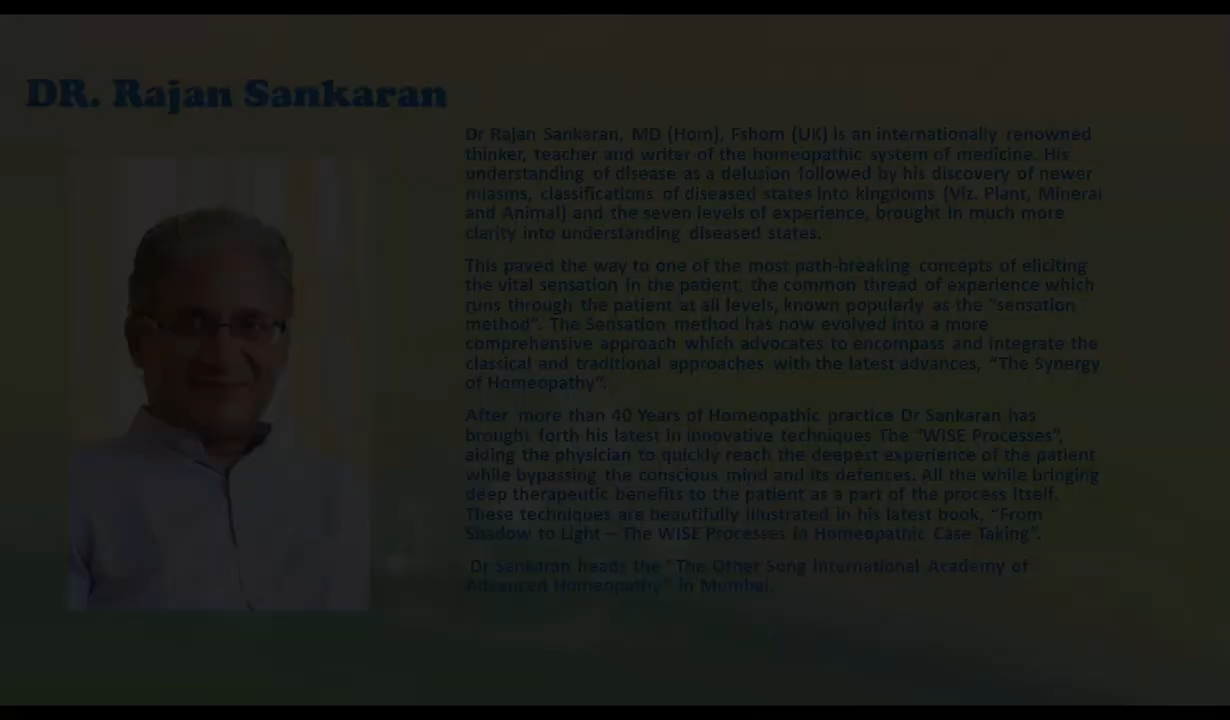 DR. Rajan Sankaran
Dr Rajan Sankaran, MD (Hom), Fshom (UK) is an internationally renowned
thinker, teacher and writer of the homeopathic system of medicine. His
understanding of disease as a delusion followed by his discovery of newer
miasms, classifications of diseased states into kingdoms (Viz. Plant, Mineral
and Animal) and the seven levels of experience, brought in much more
clarity into understanding diseased states.
This paved the way to one of the most path-breaking concepts of eliciting
the vital sensation in the patient, the common thread of experience which
runs through the patient at all levels, known popularly as the "sensation
method". The Sensation method has now evolved into a more
comprehensive approach which advocates to encompass and integrate the
classical and traditional approaches with the latest advances, "The Synergy
of Homeopathy".
After more than 40 Years of Homeopathic practice Dr Sankaran has
brought forth his latest in innovative techniques The "WISE Processes",
aiding the physician to quickly reach the deepest experience of the patient
while bypassing the conscious mind and its defences. All the while bringing
deep therapeutic benefits to the patient as a part of the process itself.
These techniques are beautifully illustrated in his latest book, "From
Shadow to Light – The WISE Processes in Homeopathic Case Taking".
Dr Sankaran heads the "The Other Song International Academy of
Advanced Homeopathy" in Mumbai.